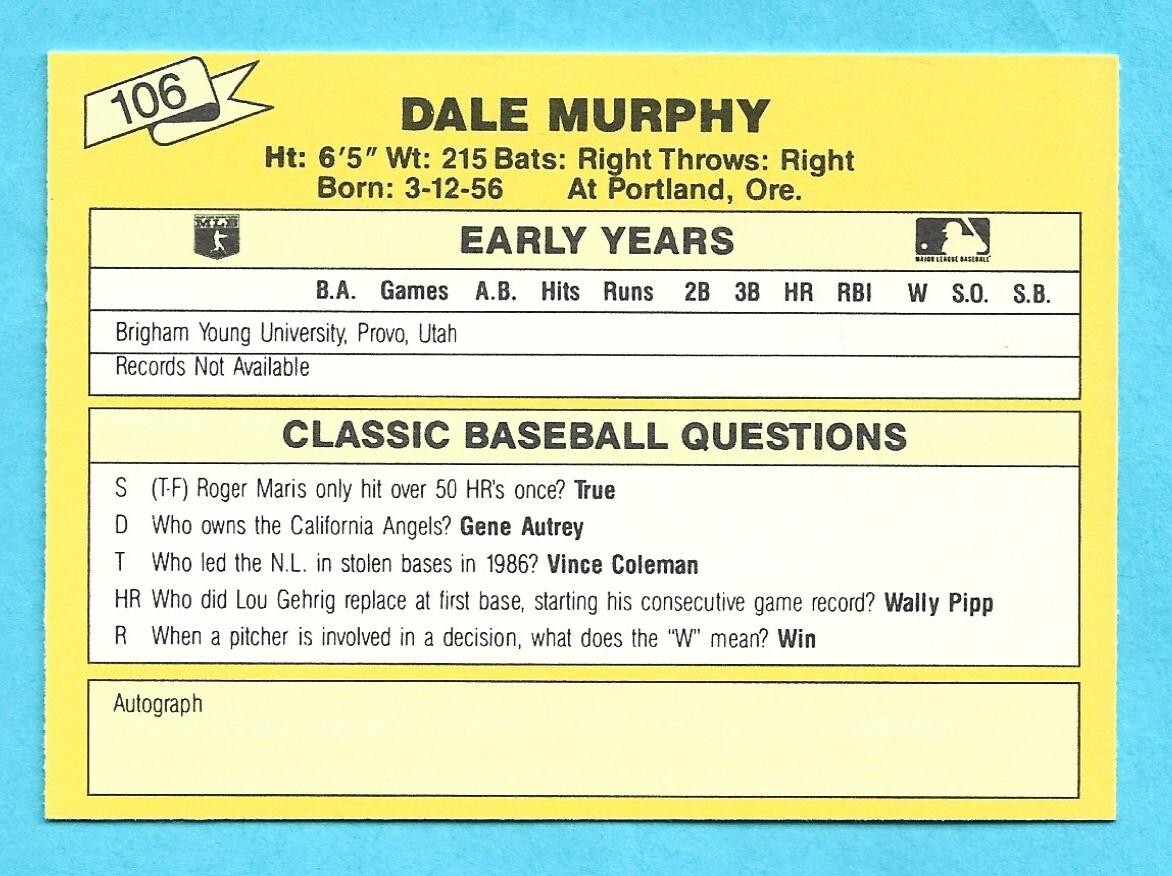 106
DALE MURPHY
Ht: 6'5" Wt: 215 Bats: Right Throws: Right
Born: 3-12-56 At Portland, Ore.
EARLY YEARS
MAJOR LEAGUE BASEBALL
B.A. Games A.B. Hits Runs 2B 3B HR RBI W S.O. S.B.
Brigham Young University, Provo, Utah
Records Not Available
CLASSIC BASEBALL QUESTIONS
S (T-F) Roger Maris only hit over 50 HR's once? True
D Who owns the California Angels? Gene Autrey
T Who led the N.L. in stolen bases in 1986? Vince Coleman
HR Who did Lou Gehrig replace at first base, starting his consecutive game record? Wally Pipp
R When a pitcher is involved in a decision, what does the "W" mean? Win
Autograph